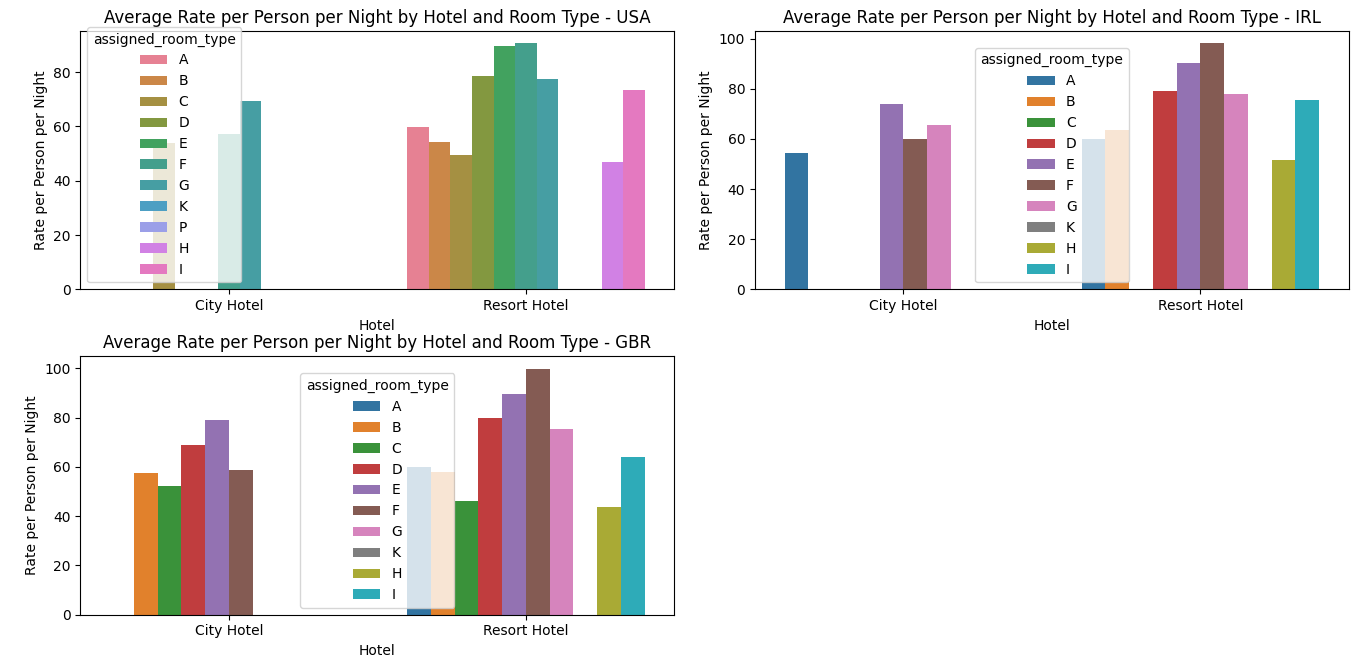 Average Rate per Person per Night by Hotel and Room Type - USA
assigned_room_type
A
B
C
D
E
F
G
K
P
H
I
Rate per Person per Night
0
20
40
60
80
City Hotel
Resort Hotel
Hotel
Average Rate per Person per Night by Hotel and Room Type - IRL
assigned_room_type
A
B
C
D
E
F
G
K
H
I
Rate per Person per Night
0
20
40
60
80
100
City Hotel
Resort Hotel
Hotel
Average Rate per Person per Night by Hotel and Room Type - GBR
assigned_room_type
A
B
C
D
E
F
G
K
H
I
Rate per Person per Night
0
20
40
60
80
100
City Hotel
Resort Hotel
Hotel